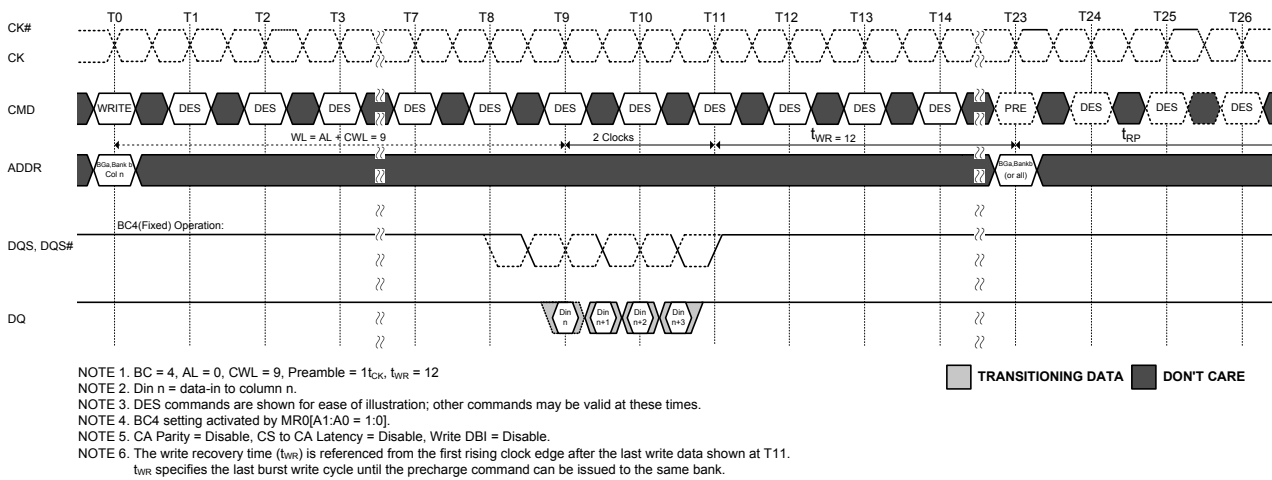 T0 T1 T2 T3 T7 T8 T9 T10 T11 T12 T13 T14 T23 T24 T25 T26
CK#
CK
CMD WRITE DES DES DES DES DES DES DES DES DES DES DES PRE DES DES DES
WL = AL + CWL = 9 2 Clocks tWR = 12 tRP
ADDR BGa,Bank b Col n BGa,Bankb (or all)
BC4(Fixed) Operation:
DQS, DQS#
DQ Din n Din n+1 Din n+2 Din n+3
NOTE 1. BC = 4, AL = 0, CWL = 9, Preamble = 1tCK, tWR = 12
NOTE 2. Din n = data-in to column n.
NOTE 3. DES commands are shown for ease of illustration; other commands may be valid at these times.
NOTE 4. BC4 setting activated by MR0[A1:A0 = 1:0].
NOTE 5. CA Parity = Disable, CS to CA Latency = Disable, Write DBI = Disable.
NOTE 6. The write recovery time (tWR) is referenced from the first rising clock edge after the last write data shown at T11.
tWR specifies the last burst write cycle until the precharge command can be issued to the same bank.
TRANSITIONING DATA DON'T CARE